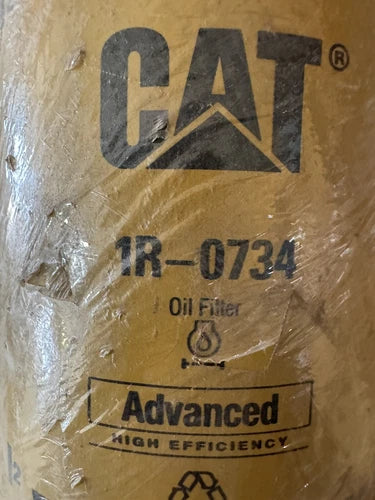 CAT®
1R-0734
Oil Filter
Advanced
HIGH EFFICIENCY